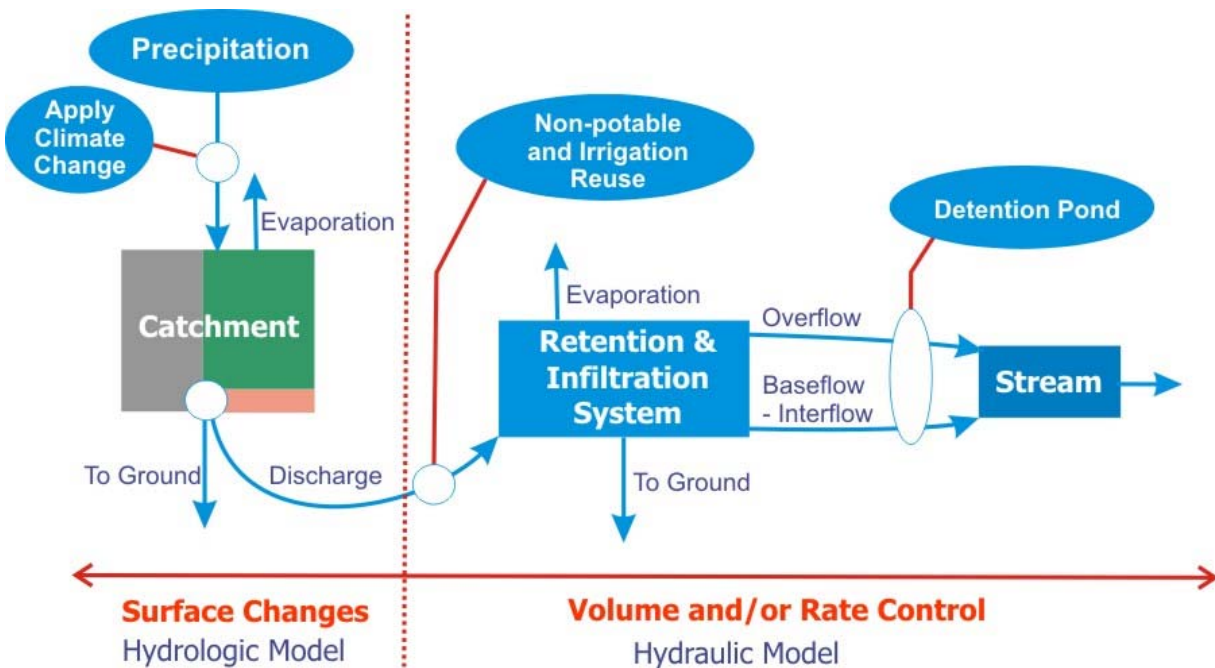 Precipitation
Apply
Climate
Change
Evaporation
Catchment
To Ground
Discharge
Non-potable
and Irrigation
Reuse
Evaporation
Retention &
Infiltration
System
To Ground
Overflow
Baseflow
- Interflow
Detention Pond
Stream
Surface Changes
Hydrologic Model
Volume and/or Rate Control
Hydraulic Model